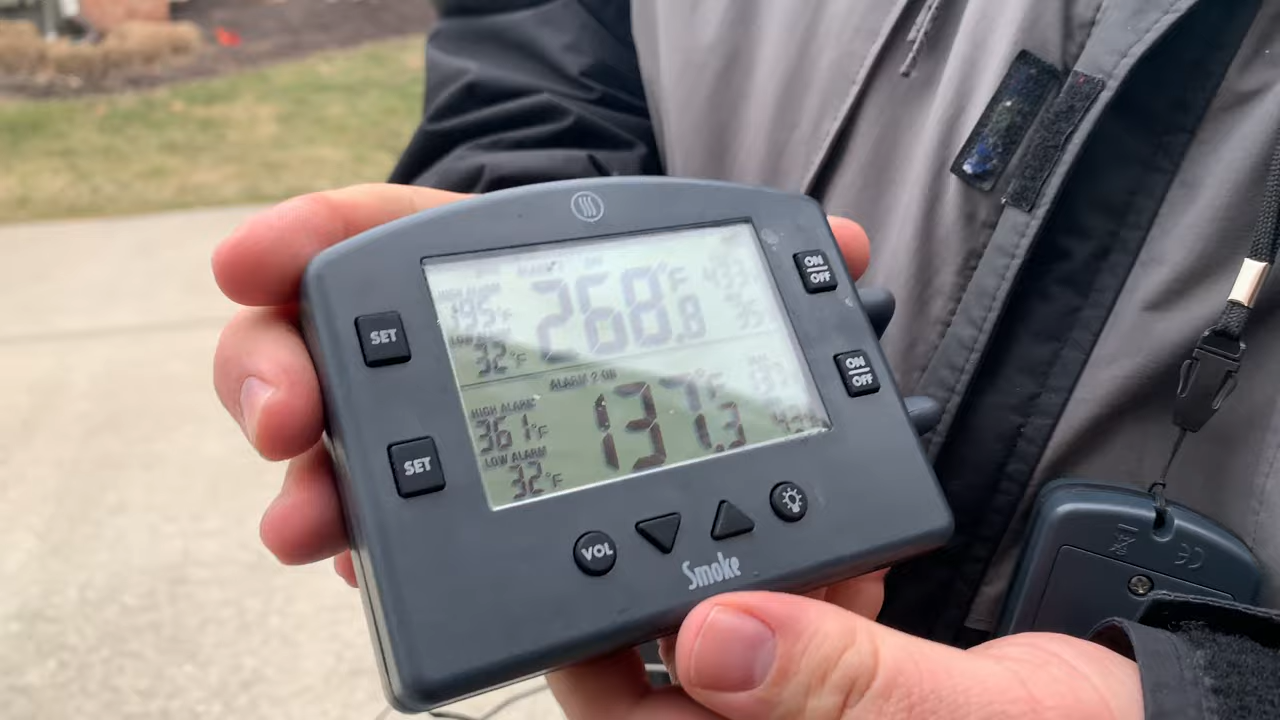 HIGH ALARM
195°F
268.8°F
LOW ALARM
32°F
ALARM 2 ON
HIGH ALARM
361°F
137.3°F
LOW ALARM
32°F
SET
SET
ON
OFF
ON
OFF
VOL
Smoke
CE